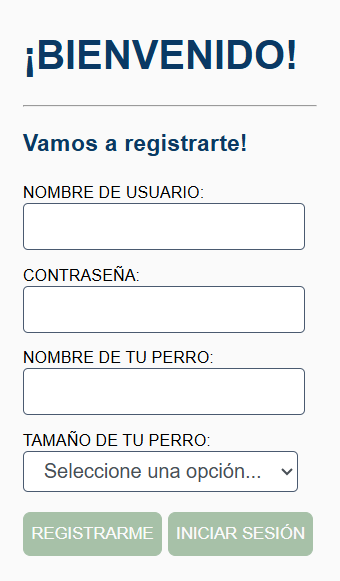 ¡BIENVENIDO!
Vamos a registrarte!
NOMBRE DE USUARIO:
CONTRASEÑA:
NOMBRE DE TU PERRO:
TAMAÑO DE TU PERRO:
Seleccione una opción...
REGISTRARME INICIAR SESIÓN